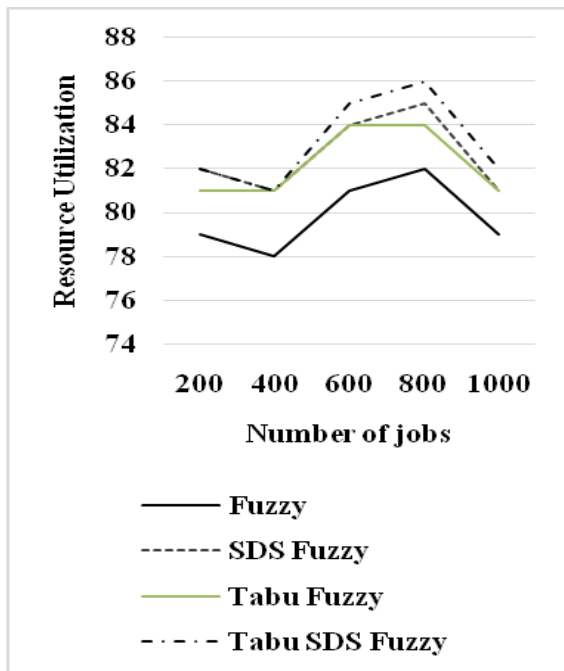 Resource Utilization
88
86
84
82
80
78
76
74
200 400 600 800 1000
Number of jobs
Fuzzy
SDS Fuzzy
Tabu Fuzzy
Tabu SDS Fuzzy